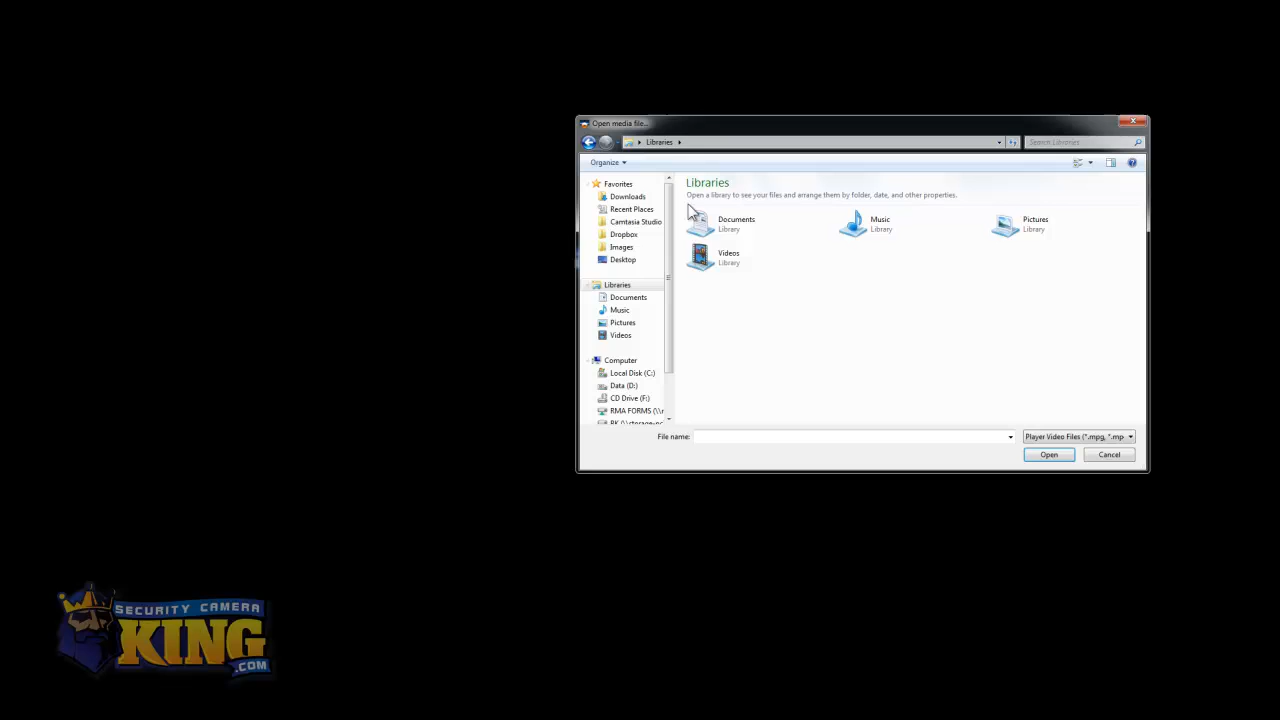 Open media file...
Libraries
Search Libraries
Organize
Favorites
Downloads
Recent Places
Camtasia Studio
Dropbox
Images
Desktop
Libraries
Documents
Music
Pictures
Videos
Computer
Local Disk (C:)
Data (D:)
CD Drive (F:)
RMA FORMS (\\r
Libraries
Open a library to see your files and arrange them by folder, date, and other properties.
Documents
Library
Music
Library
Pictures
Library
Videos
Library
File name:
Player Video Files (*.mpg, *.mp
Open
Cancel
SECURITY CAMERA
KING
.COM